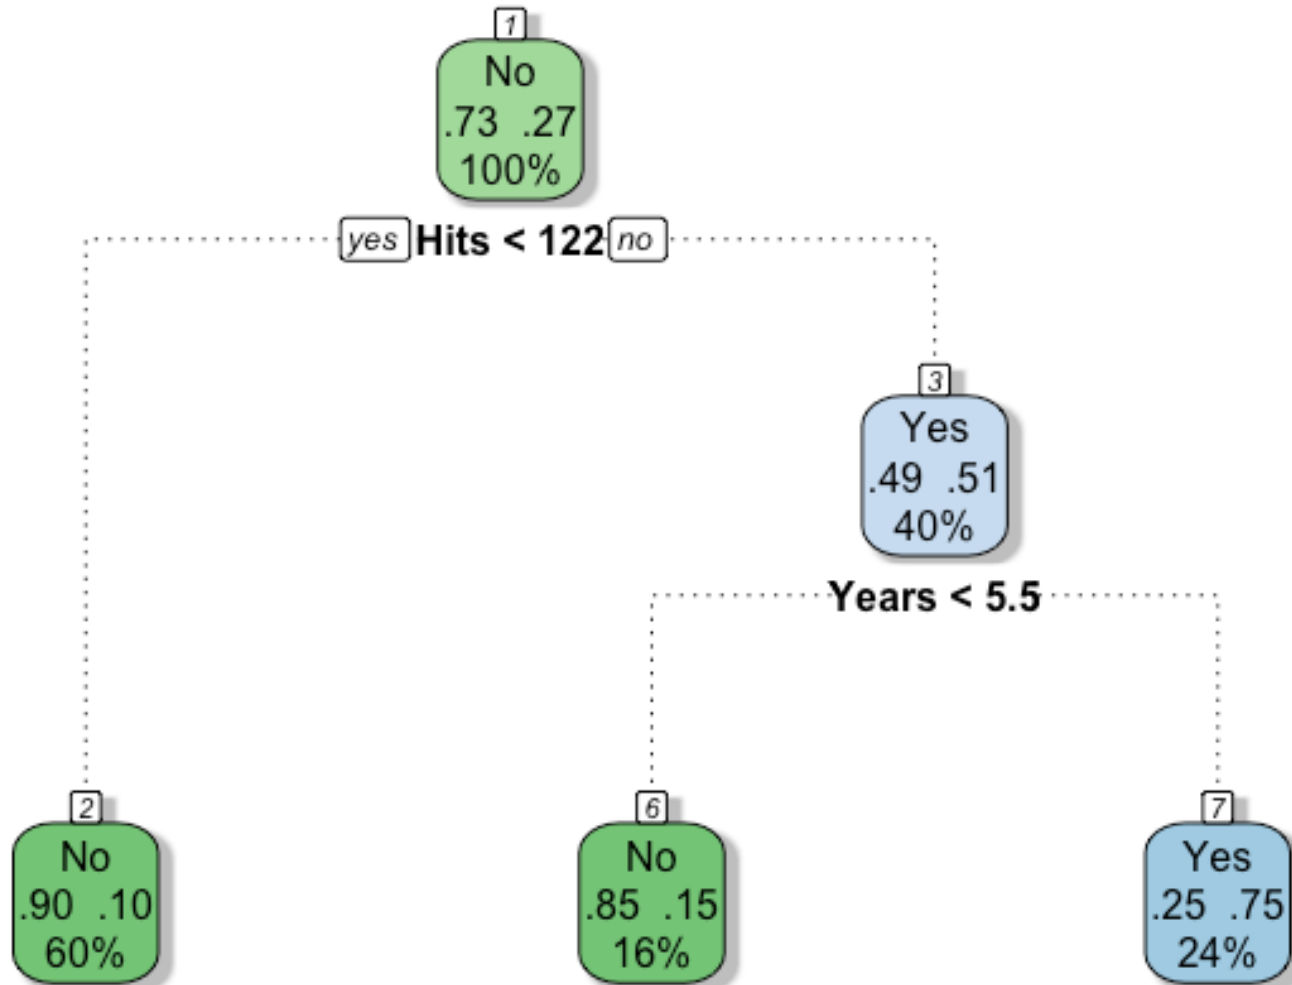 1
No
.73 .27
100%
yes Hits < 122 no
3
Yes
.49 .51
40%
Years < 5.5
2
No
.90 .10
60%
6
No
.85 .15
16%
7
Yes
.25 .75
24%